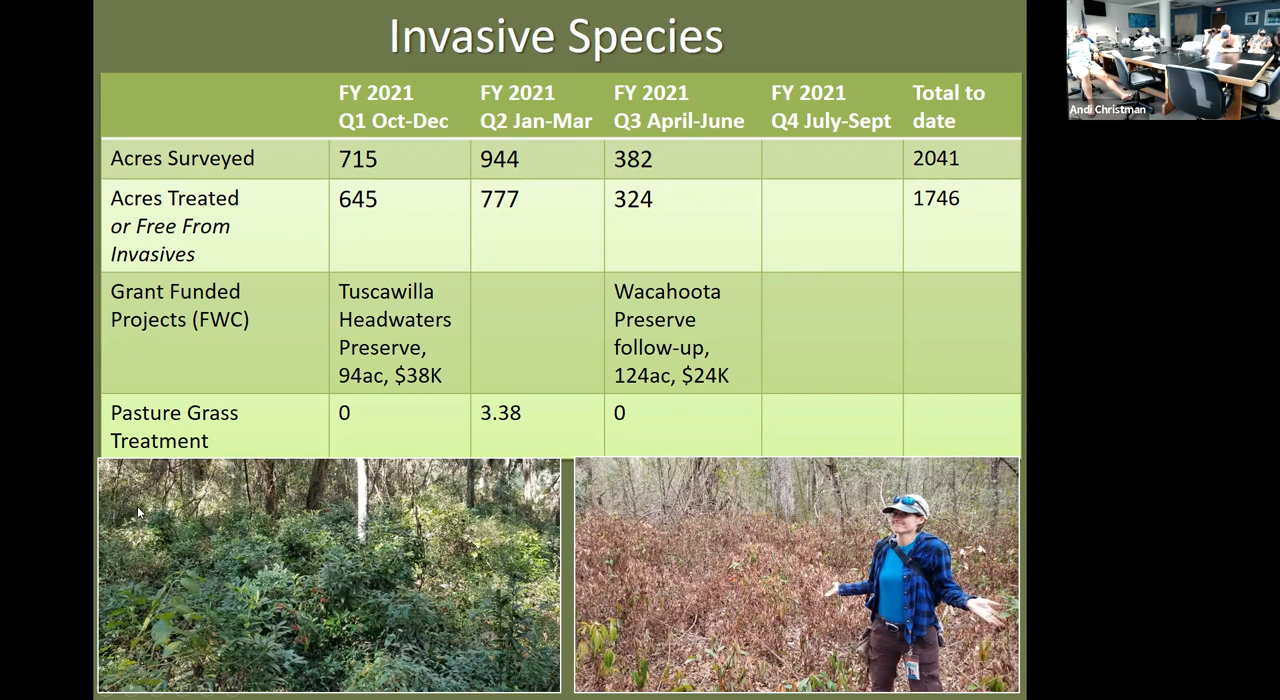 Invasive Species
FY 2021
Q1 Oct-Dec
FY 2021
Q2 Jan-Mar
FY 2021
Q3 April-June
FY 2021
Q4 July-Sept
Total to
date
Acres Surveyed
715
944
382
2041
Acres Treated
or Free From
Invasives
645
777
324
1746
Grant Funded
Projects (FWC)
Tuscawilla
Headwaters
Preserve,
94ac, $38K
Wacahoota
Preserve
follow-up,
124ac, $24K
Pasture Grass
Treatment
0
3.38
0
Andi Christman